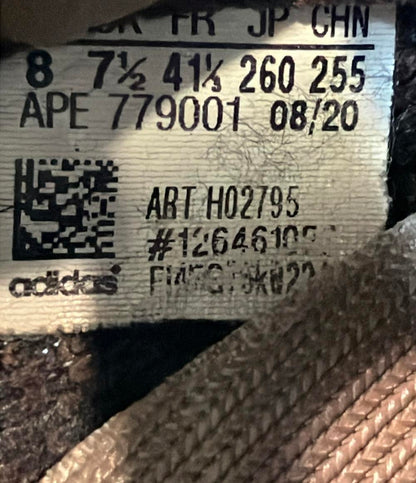 FR JP CHN
8 7½ 41⅓ 260 255
APE 779001 08/20
ART H02795
adidas